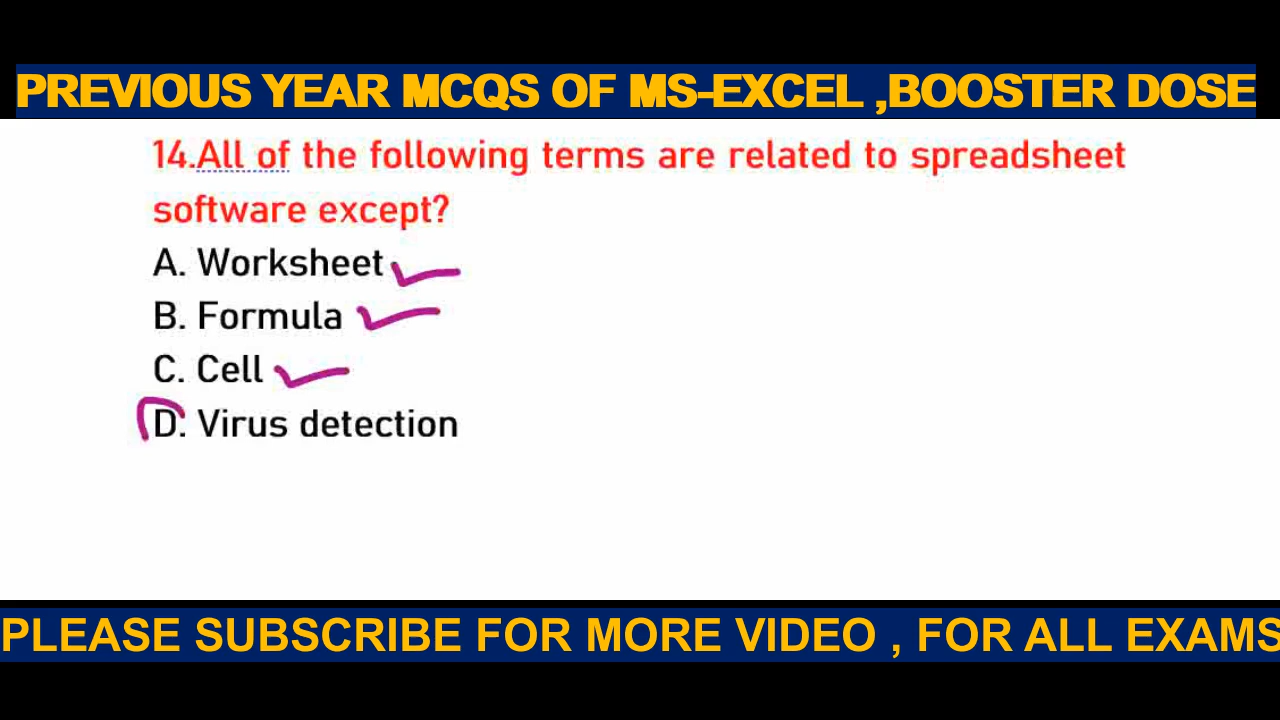 PREVIOUS YEAR MCQS OF MS-EXCEL ,BOOSTER DOSE
14.All of the following terms are related to spreadsheet
software except?
A. Worksheet
B. Formula
C. Cell
D. Virus detection
PLEASE SUBSCRIBE FOR MORE VIDEO , FOR ALL EXAMS